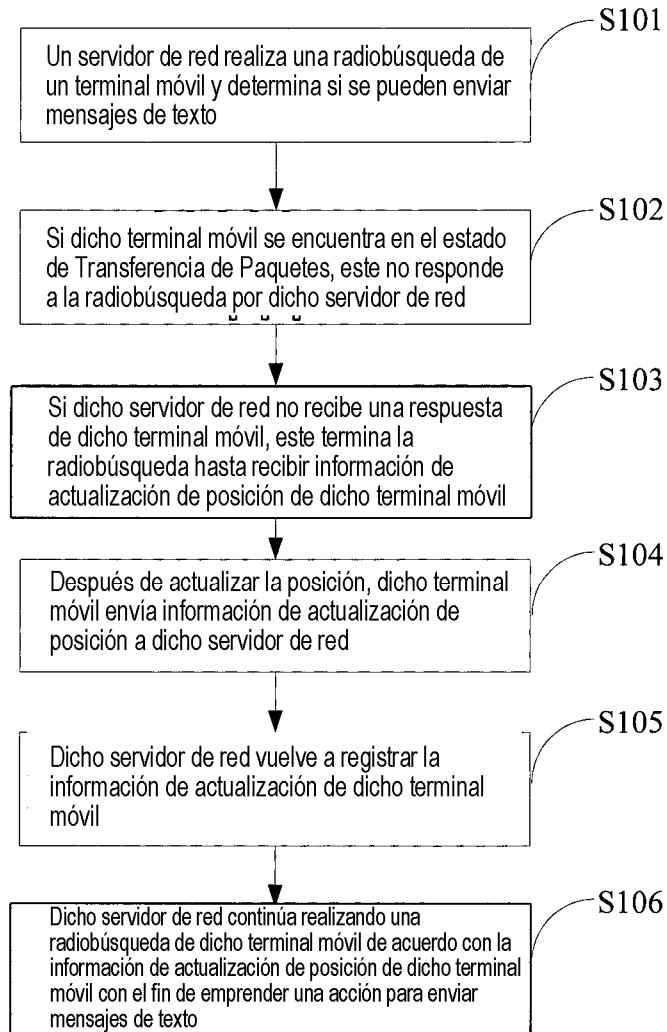 S101
Un servidor de red realiza una radiobúsqueda de
un terminal móvil y determina si se pueden enviar
mensajes de texto
S102
Si dicho terminal móvil se encuentra en el estado
de Transferencia de Paquetes, este no responde
a la radiobúsqueda por dicho servidor de red
S103
Si dicho servidor de red no recibe una respuesta
de dicho terminal móvil, este termina la
radiobúsqueda hasta recibir información de
actualización de posición de dicho terminal móvil
S104
Después de actualizar la posición, dicho terminal
móvil envía información de actualización de
posición a dicho servidor de red
S105
Dicho servidor de red vuelve a registrar la
información de actualización de dicho terminal
móvil
S106
Dicho servidor de red continúa realizando una
radiobúsqueda de dicho terminal móvil de acuerdo con la
información de actualización de posición de dicho terminal
móvil con el fin de emprender una acción para enviar
mensajes de texto